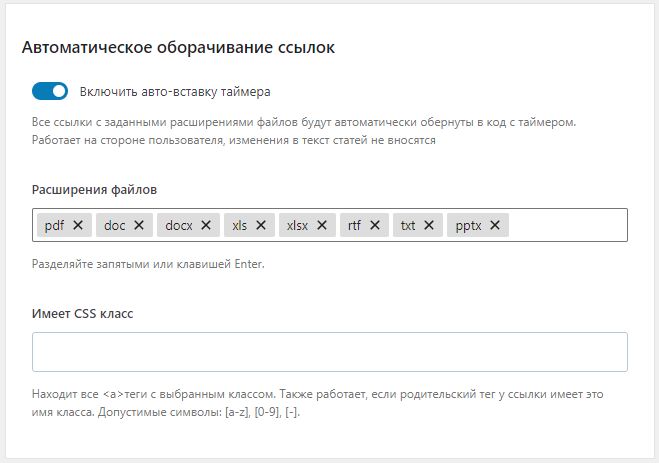 Автоматическое оборачивание ссылок
Включить авто-вставку таймера
Все ссылки с заданными расширениями файлов будут автоматически обернуты в код с таймером.
Работает на стороне пользователя, изменения в текст статей не вносятся
Расширения файлов
pdf ✕ doc ✕ docx ✕ xls ✕ xlsx ✕ rtf ✕ txt ✕ pptx ✕
Разделяйте запятыми или клавишей Enter.
Имеет CSS класс
Находит все <a>теги с выбранным классом. Также работает, если родительский тег у ссылки имеет это
имя класса. Допустимые символы: [a-z], [0-9], [-].